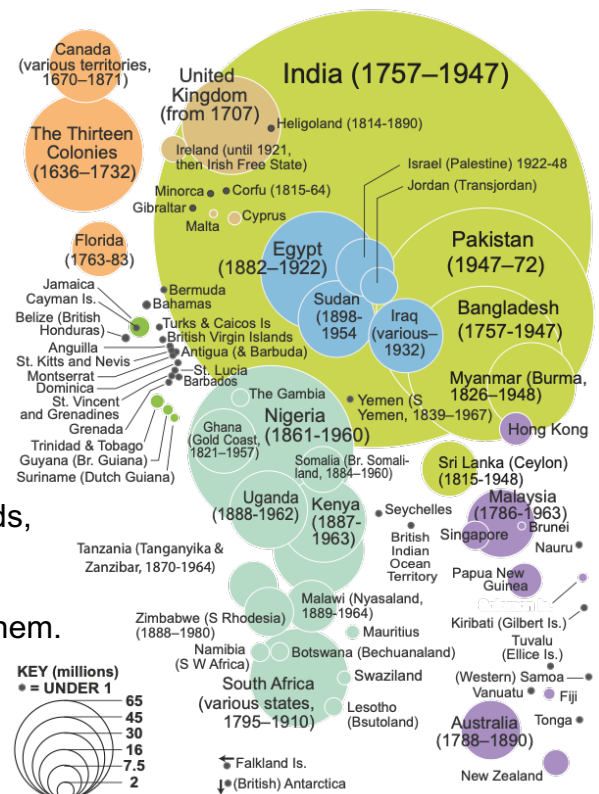 Canada
(various territories,
1670–1871)
The Thirteen
Colonies
(1636–1732)
Florida
(1763-83)
United
Kingdom
(from 1707)
India (1757–1947)
Heligoland (1814-1890)
Ireland (until 1921,
then Irish Free State)
Minorca
Corfu (1815-64)
Gibraltar
Malta
Cyprus
Israel (Palestine) 1922-48
Jordan (Transjordan)
Egypt
(1882–1922)
Sudan
(1898-
1954
Iraq
(various–
1932)
Pakistan
(1947–72)
Bangladesh
(1757-1947)
Myanmar (Burma,
1826–1948)
Yemen (S
Yemen, 1839–1967)
Hong Kong
Jamaica
Cayman Is.
Belize (British
Honduras)
Anguilla
St. Kitts and Nevis
Montserrat
Dominica
St. Vincent
and Grenadines
Grenada
Trinidad & Tobago
Guyana (Br. Guiana)
Suriname (Dutch Guiana)
Bermuda
Bahamas
Turks & Caicos Is
British Virgin Islands
Antigua (& Barbuda)
St. Lucia
Barbados
The Gambia
Nigeria
(1861-1960)
Ghana
(Gold Coast,
1821–1957)
Somalia (Br. Somali-
land, 1884–1960)
Uganda
(1888-1962)
Kenya
(1887-
1963)
Tanzania (Tanganyika &
Zanzibar, 1870-1964)
Sri Lanka (Ceylon)
(1815-1948)
Malaysia
(1786-1963)
Singapore
Brunei
Seychelles
British
Indian
Ocean
Territory
Nauru
Papua New
Guinea
Kiribati (Gilbert Is.)
Tuvalu
(Ellice Is.)
(Western) Samoa
Vanuatu
Fiji
Tonga
Australia
(1788–1890)
New Zealand
Malawi (Nyasaland,
1889-1964)
Zimbabwe (S Rhodesia)
(1888–1980)
Mauritius
Namibia
(S W Africa)
Botswana (Bechuanaland)
South Africa
(various states,
1795–1910)
Swaziland
Lesotho
(Bsutoland)
Falkland Is.
(British) Antarctica
ds,
hem.
KEY (millions)
= UNDER 1
65
45
30
16
7.5
2